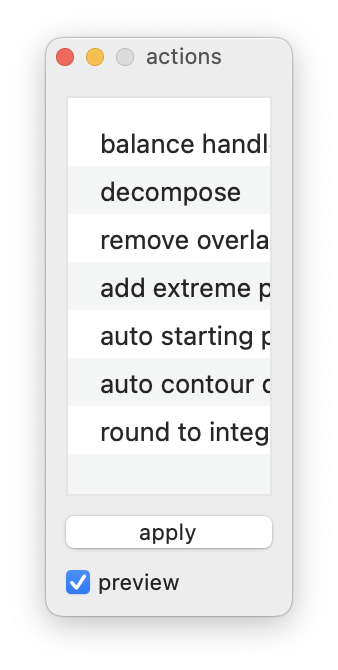 actions
balance handl
decompose
remove overla
add extreme p
auto starting p
auto contour o
round to integ
apply
preview